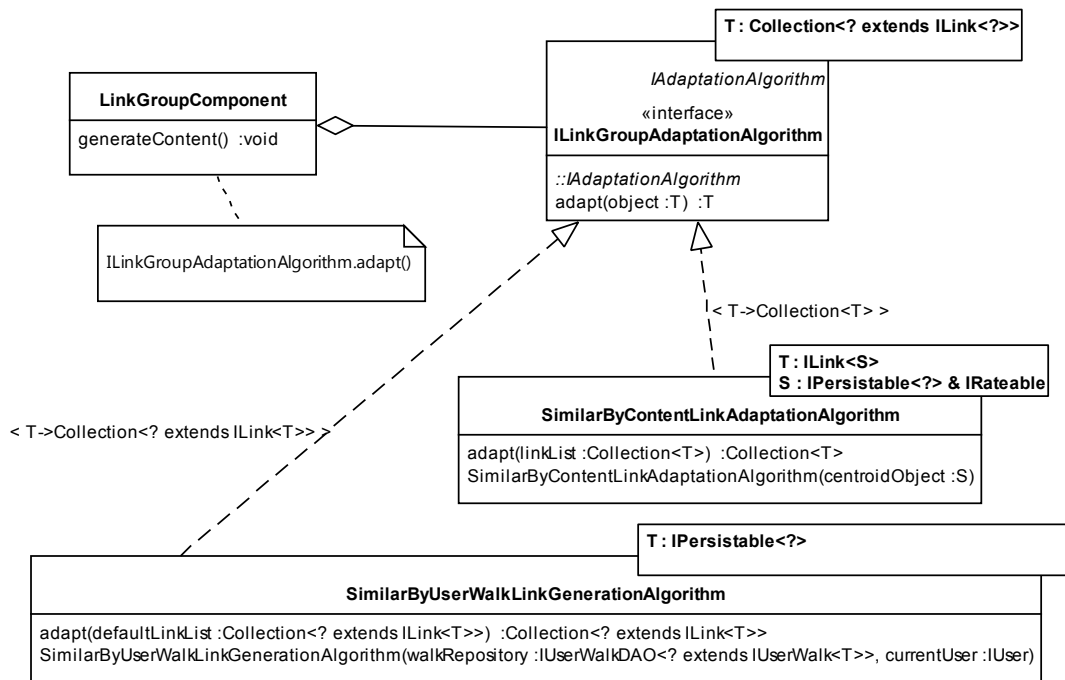 T : Collection<? extends ILink<?>>
IAdaptationAlgorithm
«interface»
ILinkGroupAdaptationAlgorithm
::IAdaptationAlgorithm
adapt(object :T) :T
LinkGroupComponent
generateContent() :void
ILinkGroupAdaptationAlgorithm.adapt()
< T->Collection<T> >
T : ILink<S>
S : IPersistable<?> & IRateable
SimilarByContentLinkAdaptationAlgorithm
adapt(linkList :Collection<T>) :Collection<T>
SimilarByContentLinkAdaptationAlgorithm(centroidObject :S)
< T->Collection<? extends ILink<T>> >
T : IPersistable<?>
SimilarByUserWalkLinkGenerationAlgorithm
adapt(defaultLinkList :Collection<? extends ILink<T>>) :Collection<? extends ILink<T>>
SimilarByUserWalkLinkGenerationAlgorithm(walkRepository :IUserWalkDAO<? extends IUserWalk<T>>, currentUser :IUser)